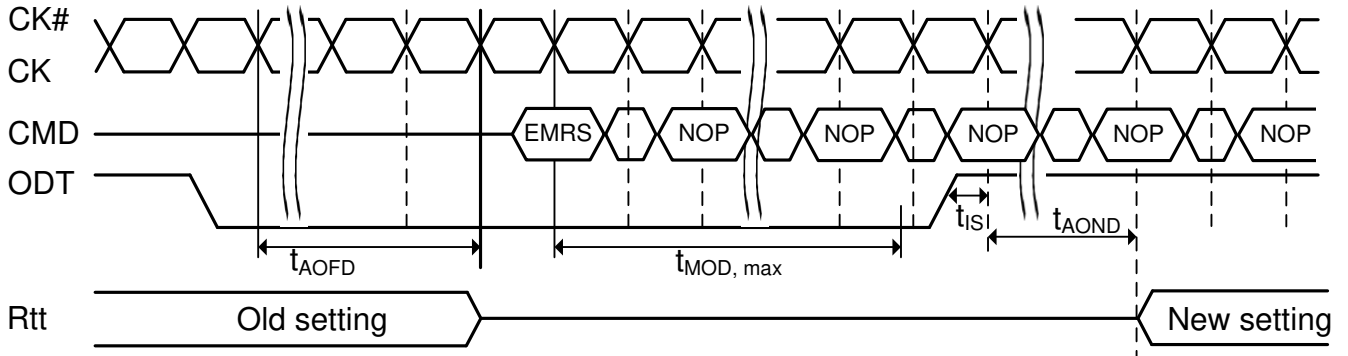 CK#
CK
CMD EMRS NOP NOP NOP NOP NOP
ODT
tIS
tAOFD tMOD, max tAOND
Rtt Old setting New setting